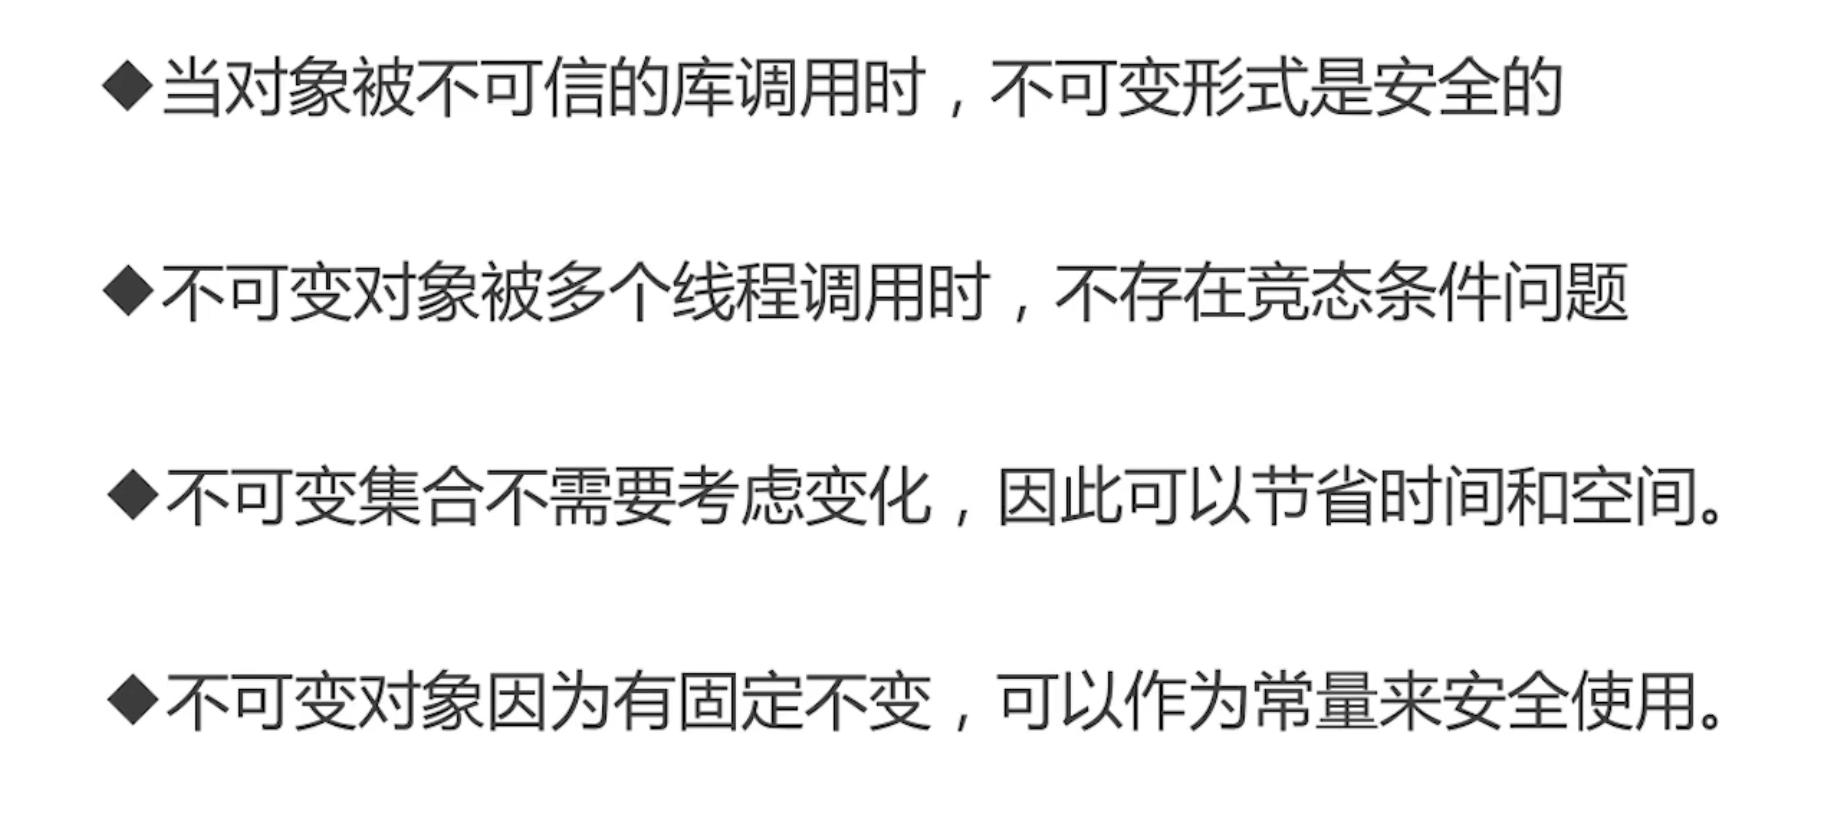 ◆当对象被不可信的库调用时，不可变形式是安全的
◆不可变对象被多个线程调用时，不存在竞态条件问题
◆不可变集合不需要考虑变化，因此可以节省时间和空间。
◆不可变对象因为有固定不变，可以作为常量来安全使用。